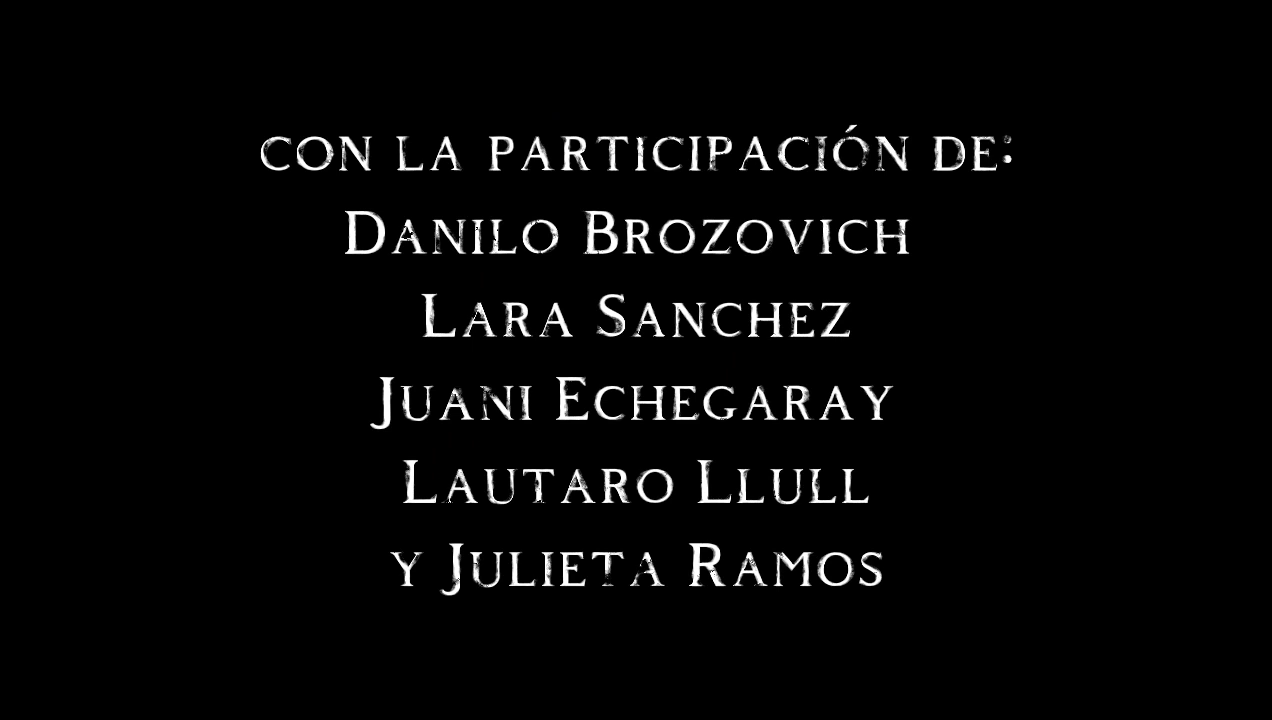 con la participación de:
Danilo Brozovich
Lara Sanchez
Juani Echegaray
Lautaro Llull
y Julieta Ramos